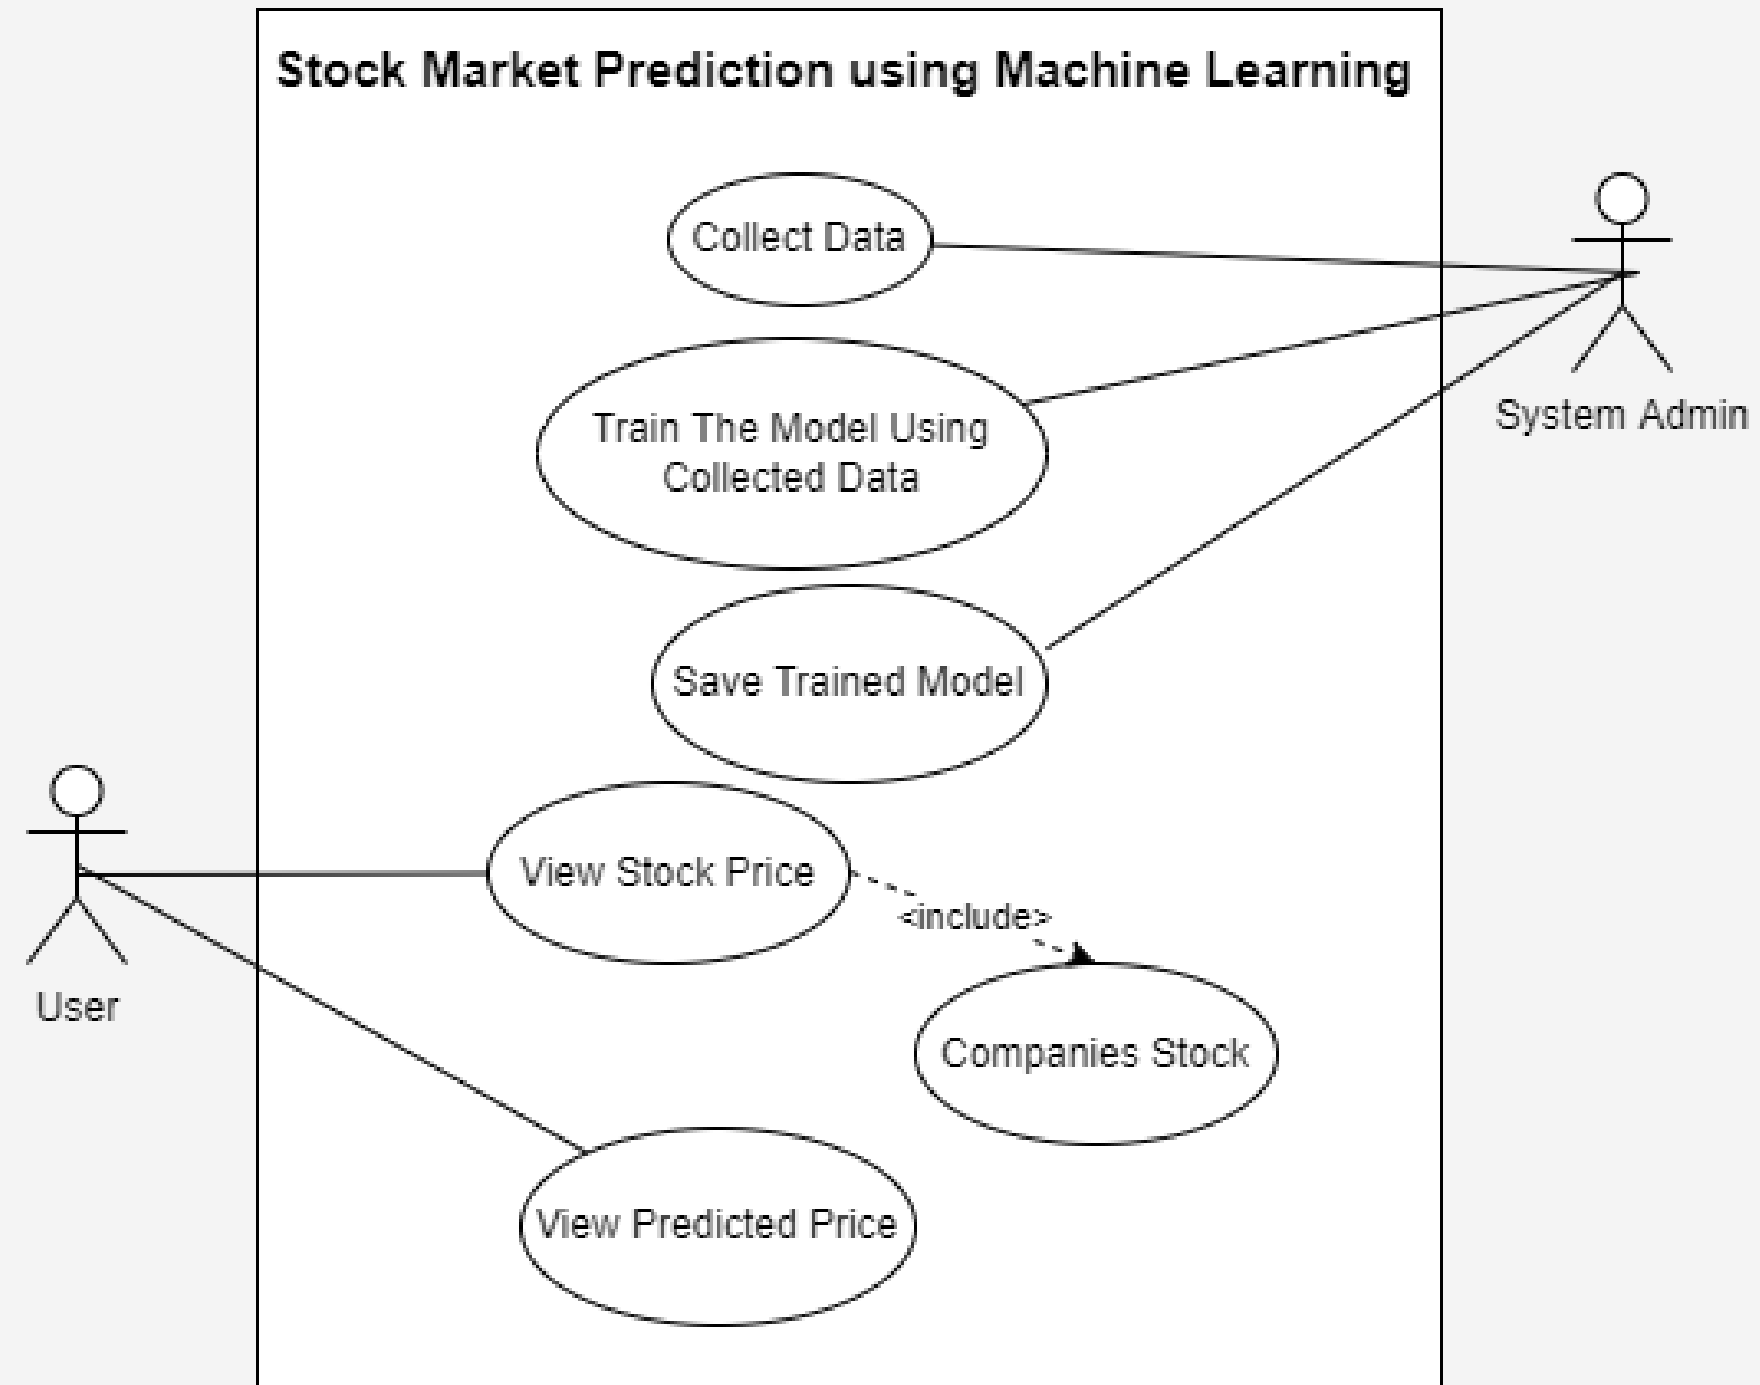 Stock Market Prediction using Machine Learning
Collect Data
System Admin
Train The Model Using
Collected Data
Save Trained Model
View Stock Price
<include>
User
Companies Stock
View Predicted Price